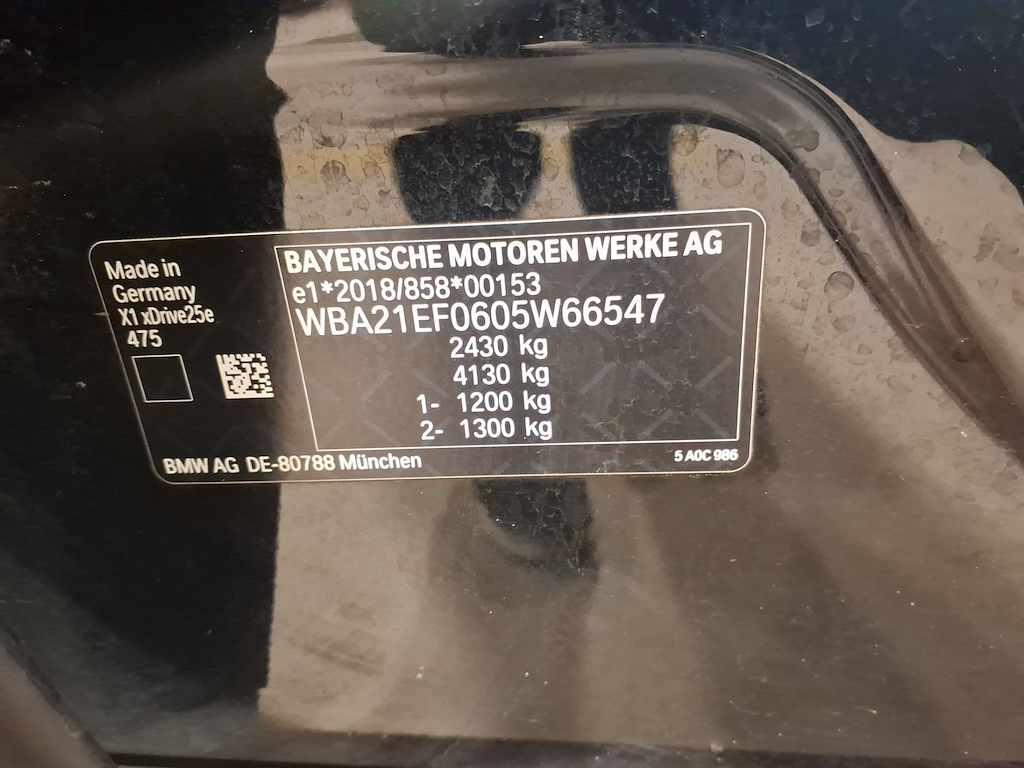 Made in
Germany
X1 xDrive25e
475
BAYERISCHE MOTOREN WERKE AG
e1*2018/858*00153
WBA21EF0605W66547
2430 kg
4130 kg
1- 1200 kg
2- 1300 kg
BMW AG DE-80788 München
5 A0C 986